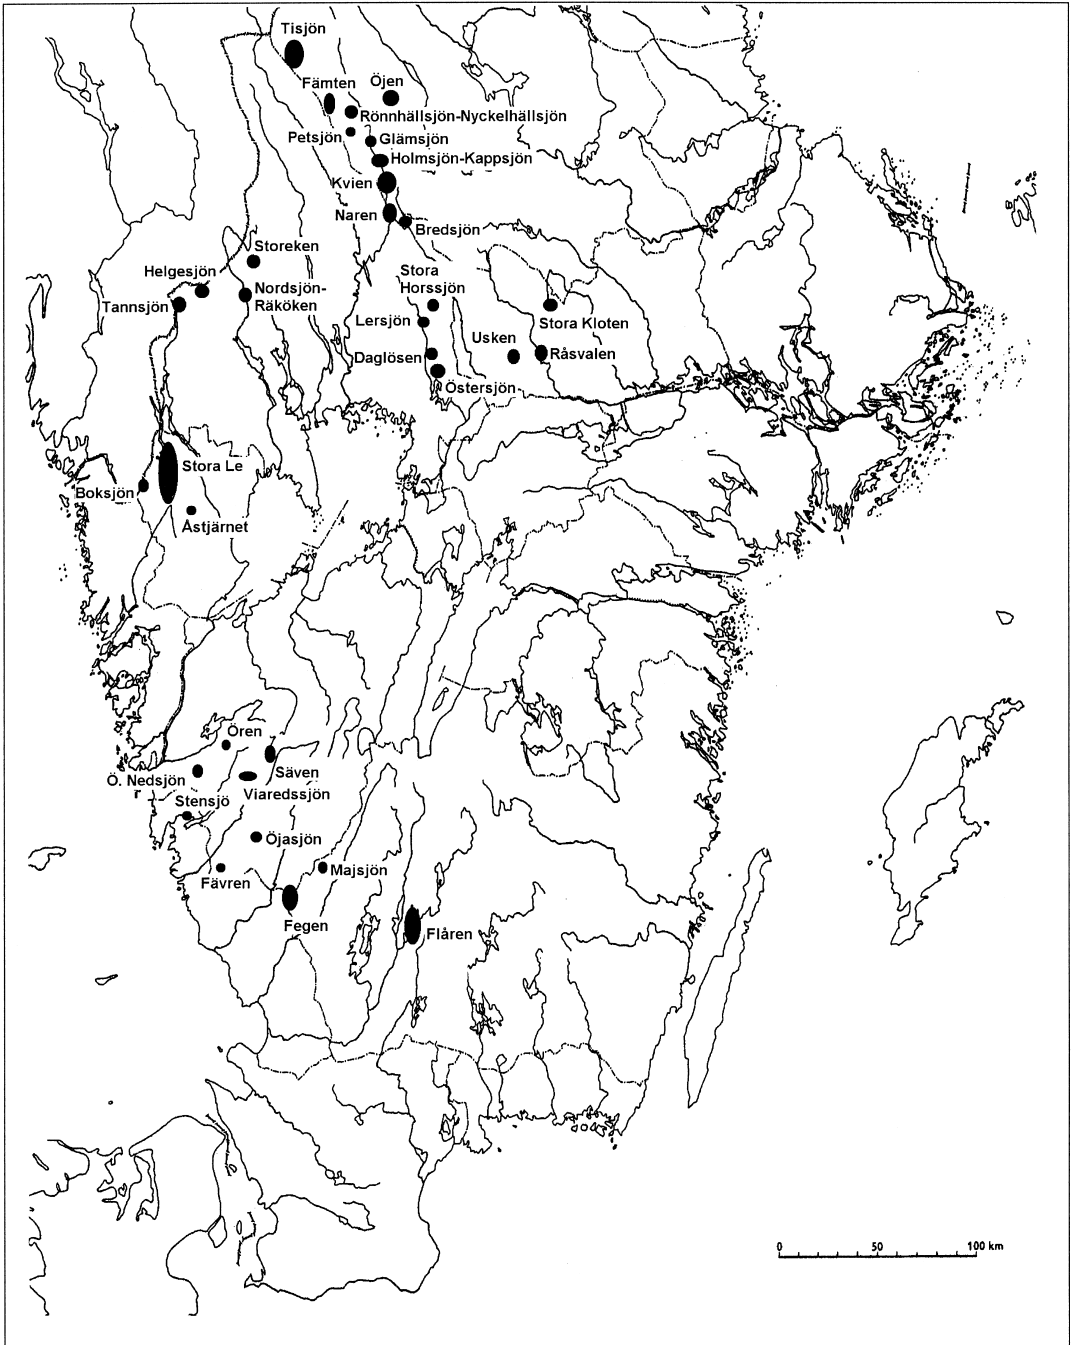 Tisjön
Fämten
Öjen
Rönnhällsjön-Nyckelhällsjön
Petsjön
Glämsjön
Holmsjön-Kappsjön
Kvien
Naren
Bredsjön
Storeken
Helgesjön
Stora
Horssjön
Nordsjön-
Räköken
Tannsjön
Lersjön
Stora Kloten
Usken
Daglösen
Råsvalen
Östersjön
Stora Le
Boksjön
Åstjärnet
Ören
Ö. Nedsjön
Säven
Viaredssjön
Stensjö
Öjasjön
Fävren
Majsjön
Fegen
Flåren
0 50 100 km